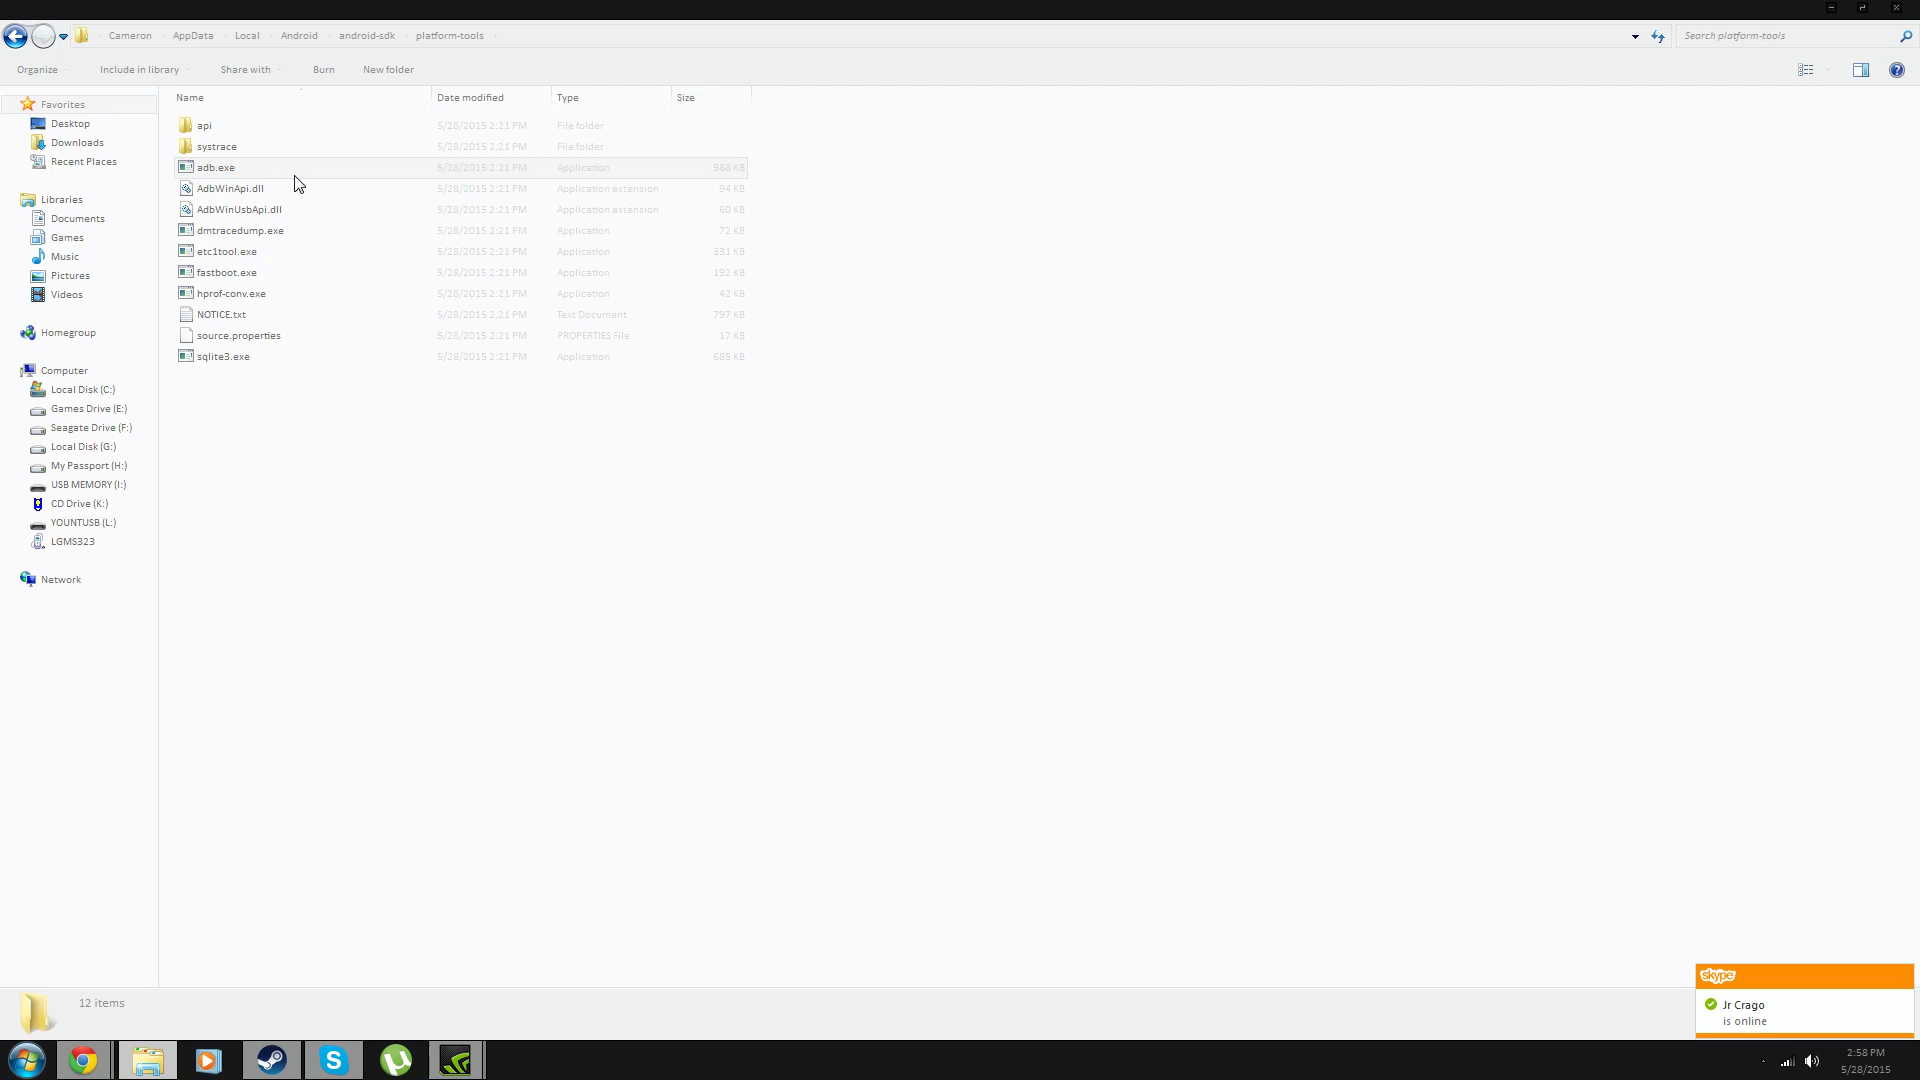 Cameron AppData Local Android android-sdk platform-tools
Search platform-tools
Organize Include in library Share with Burn New folder
Name Date modified Type Size
Favorites
Desktop
Downloads
Recent Places
Libraries
Documents
Games
Music
Pictures
Videos
Homegroup
Computer
Local Disk (C:)
Games Drive (E:)
Seagate Drive (F:)
Local Disk (G:)
My Passport (H:)
USB MEMORY (I:)
CD Drive (K:)
YOUNTUSB (L:)
LGMS323
Network
api 5/28/2015 2:21 PM File folder
systrace 5/28/2015 2:21 PM File folder
adb.exe 5/28/2015 2:21 PM Application 968 KB
AdbWinApi.dll 5/28/2015 2:21 PM Application extension 94 KB
AdbWinUsbApi.dll 5/28/2015 2:21 PM Application extension 60 KB
dmtracedump.exe 5/28/2015 2:21 PM Application 72 KB
etc1tool.exe 5/28/2015 2:21 PM Application 331 KB
fastboot.exe 5/28/2015 2:21 PM Application 192 KB
hprof-conv.exe 5/28/2015 2:21 PM Application 42 KB
NOTICE.txt 5/28/2015 2:21 PM Text Document 797 KB
source.properties 5/28/2015 2:21 PM PROPERTIES File 17 KB
sqlite3.exe 5/28/2015 2:21 PM Application 685 KB
12 items
skype
Jr Crago
is online
2:58 PM
5/28/2015